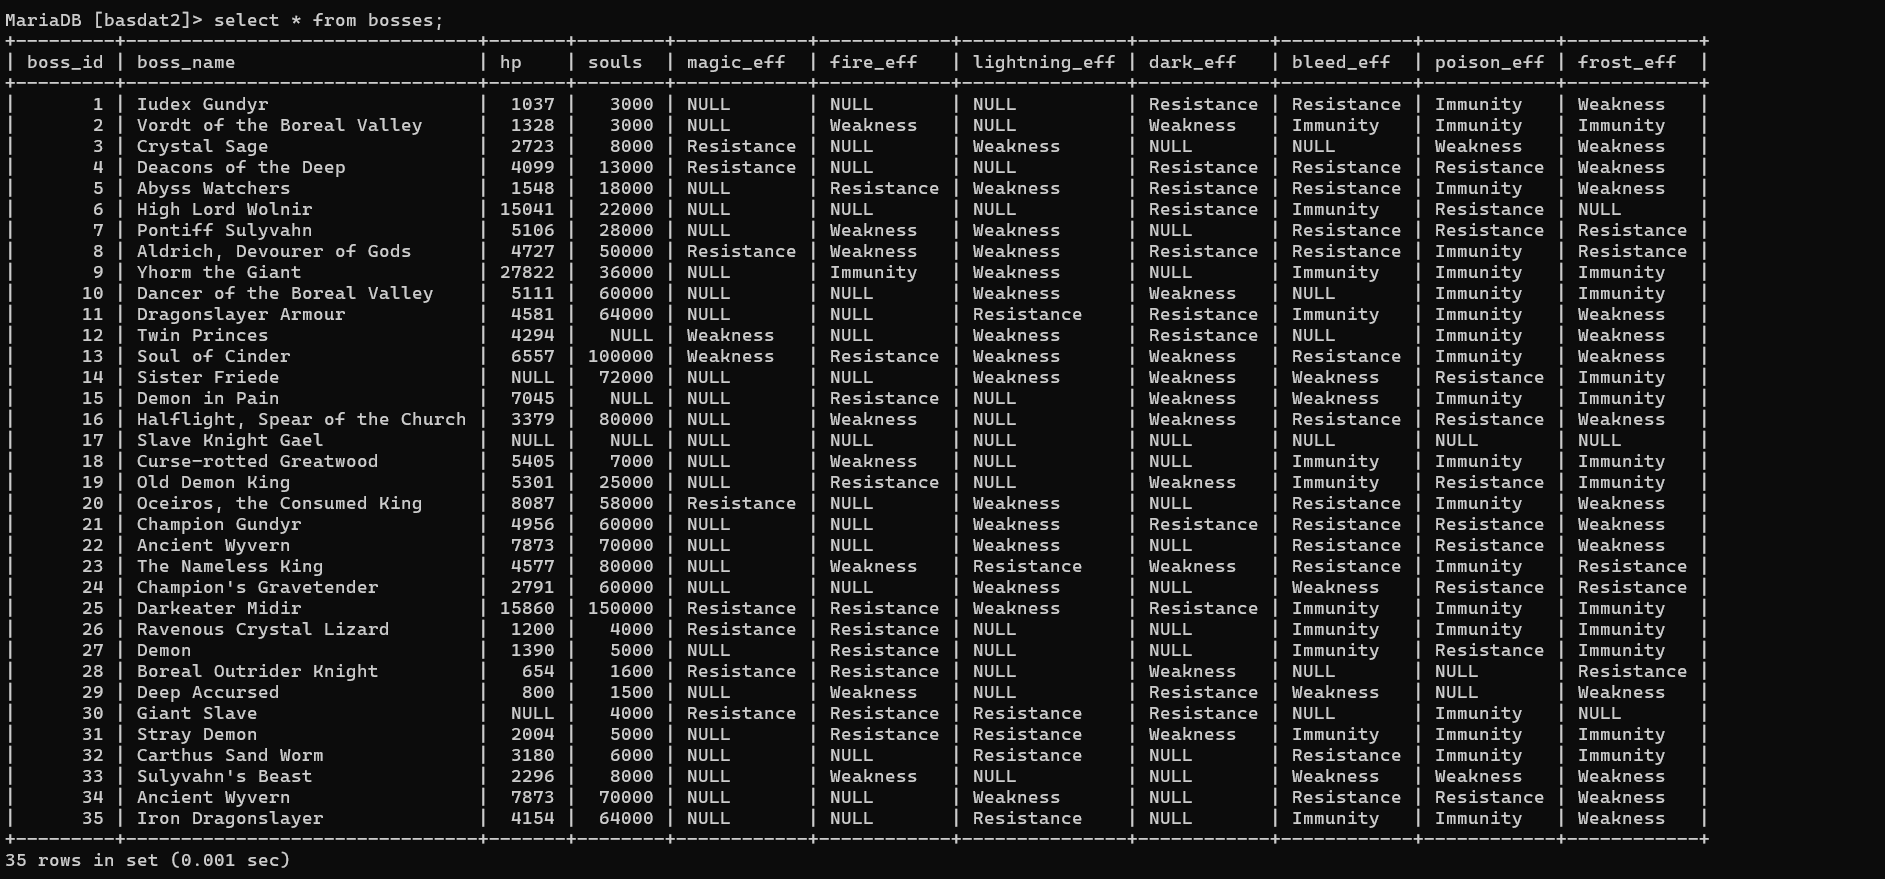 MariaDB [basdat2]> select * from bosses;
+---------+-------------------------------+-------+--------+------------+------------+---------------+------------+------------+------------+------------+
| boss_id | boss_name                     | hp    | souls  | magic_eff  | fire_eff   | lightning_eff | dark_eff   | bleed_eff  | poison_eff | frost_eff  |
+---------+-------------------------------+-------+--------+------------+------------+---------------+------------+------------+------------+------------+
|       1 | Iudex Gundyr                  |  1037 |   3000 | NULL       | NULL       | NULL          | Resistance | Resistance | Immunity   | Weakness   |
|       2 | Vordt of the Boreal Valley    |  1328 |   3000 | NULL       | Weakness   | NULL          | Weakness   | Immunity   | Immunity   | Immunity   |
|       3 | Crystal Sage                  |  2723 |   8000 | Resistance | NULL       | Weakness      | NULL       | NULL       | Weakness   | Weakness   |
|       4 | Deacons of the Deep           |  4099 |  13000 | Resistance | NULL       | NULL          | Resistance | Resistance | Resistance | Weakness   |
|       5 | Abyss Watchers                |  1548 |  18000 | NULL       | Resistance | Weakness      | Resistance | Resistance | Immunity   | Weakness   |
|       6 | High Lord Wolnir              | 15041 |  22000 | NULL       | NULL       | NULL          | Resistance | Immunity   | Resistance | NULL       |
|       7 | Pontiff Sulyvahn              |  5106 |  28000 | NULL       | Weakness   | Weakness      | NULL       | Resistance | Resistance | Resistance |
|       8 | Aldrich, Devourer of Gods     |  4727 |  50000 | Resistance | Weakness   | Weakness      | Resistance | Resistance | Immunity   | Resistance |
|       9 | Yhorm the Giant               | 27822 |  36000 | NULL       | Immunity   | Weakness      | NULL       | Immunity   | Immunity   | Immunity   |
|      10 | Dancer of the Boreal Valley   |  5111 |  60000 | NULL       | NULL       | Weakness      | Weakness   | NULL       | Immunity   | Immunity   |
|      11 | Dragonslayer Armour           |  4581 |  64000 | NULL       | NULL       | Resistance    | Resistance | Immunity   | Immunity   | Weakness   |
|      12 | Twin Princes                  |  4294 |   NULL | Weakness   | NULL       | Weakness      | Resistance | NULL       | Immunity   | Weakness   |
|      13 | Soul of Cinder                |  6557 | 100000 | Weakness   | Resistance | Weakness      | Weakness   | Resistance | Immunity   | Weakness   |
|      14 | Sister Friede                 |  NULL |  72000 | NULL       | NULL       | Weakness      | Weakness   | Weakness   | Resistance | Immunity   |
|      15 | Demon in Pain                 |  7045 |   NULL | NULL       | Resistance | NULL          | Weakness   | Weakness   | Immunity   | Immunity   |
|      16 | Halflight, Spear of the Church |  3379 |  80000 | NULL       | Weakness   | NULL          | Weakness   | Resistance | Resistance | Weakness   |
|      17 | Slave Knight Gael             |  NULL |   NULL | NULL       | NULL       | NULL          | NULL       | NULL       | NULL       | NULL       |
|      18 | Curse-rotted Greatwood        |  5405 |   7000 | NULL       | Weakness   | NULL          | NULL       | Immunity   | Immunity   | Immunity   |
|      19 | Old Demon King                |  5301 |  25000 | NULL       | Resistance | NULL          | Weakness   | Immunity   | Resistance | Immunity   |
|      20 | Oceiros, the Consumed King    |  8087 |  58000 | Resistance | NULL       | Weakness      | NULL       | Resistance | Immunity   | Weakness   |
|      21 | Champion Gundyr               |  4956 |  60000 | NULL       | NULL       | Weakness      | Resistance | Resistance | Resistance | Weakness   |
|      22 | Ancient Wyvern                |  7873 |  70000 | NULL       | NULL       | Weakness      | NULL       | Resistance | Resistance | Weakness   |
|      23 | The Nameless King             |  4577 |  80000 | NULL       | Weakness   | Resistance    | Weakness   | Resistance | Immunity   | Resistance |
|      24 | Champion's Gravetender        |  2791 |  60000 | NULL       | NULL       | Weakness      | NULL       | Weakness   | Resistance | Resistance |
|      25 | Darkeater Midir               | 15860 | 150000 | Resistance | Resistance | Weakness      | Resistance | Immunity   | Immunity   | Immunity   |
|      26 | Ravenous Crystal Lizard       |  1200 |   4000 | Resistance | Resistance | NULL          | NULL       | Immunity   | Immunity   | Immunity   |
|      27 | Demon                         |  1390 |   5000 | NULL       | Resistance | NULL          | NULL       | Immunity   | Resistance | Immunity   |
|      28 | Boreal Outrider Knight        |   654 |   1600 | Resistance | Resistance | NULL          | Weakness   | NULL       | NULL       | Resistance |
|      29 | Deep Accursed                 |   800 |   1500 | NULL       | Weakness   | NULL          | Resistance | Weakness   | NULL       | Weakness   |
|      30 | Giant Slave                   |  NULL |   4000 | Resistance | Resistance | Resistance    | Resistance | NULL       | Immunity   | NULL       |
|      31 | Stray Demon                   |  2004 |   5000 | NULL       | Resistance | Resistance    | Weakness   | Immunity   | Immunity   | Immunity   |
|      32 | Carthus Sand Worm             |  3180 |   6000 | NULL       | NULL       | Resistance    | NULL       | Resistance | Immunity   | Immunity   |
|      33 | Sulyvahn's Beast              |  2296 |   8000 | NULL       | Weakness   | NULL          | NULL       | Weakness   | Weakness   | Weakness   |
|      34 | Ancient Wyvern                |  7873 |  70000 | NULL       | NULL       | Weakness      | NULL       | Resistance | Resistance | Weakness   |
|      35 | Iron Dragonslayer             |  4154 |  64000 | NULL       | NULL       | Resistance    | NULL       | Immunity   | Immunity   | Weakness   |
+---------+-------------------------------+-------+--------+------------+------------+---------------+------------+------------+------------+------------+
35 rows in set (0.001 sec)